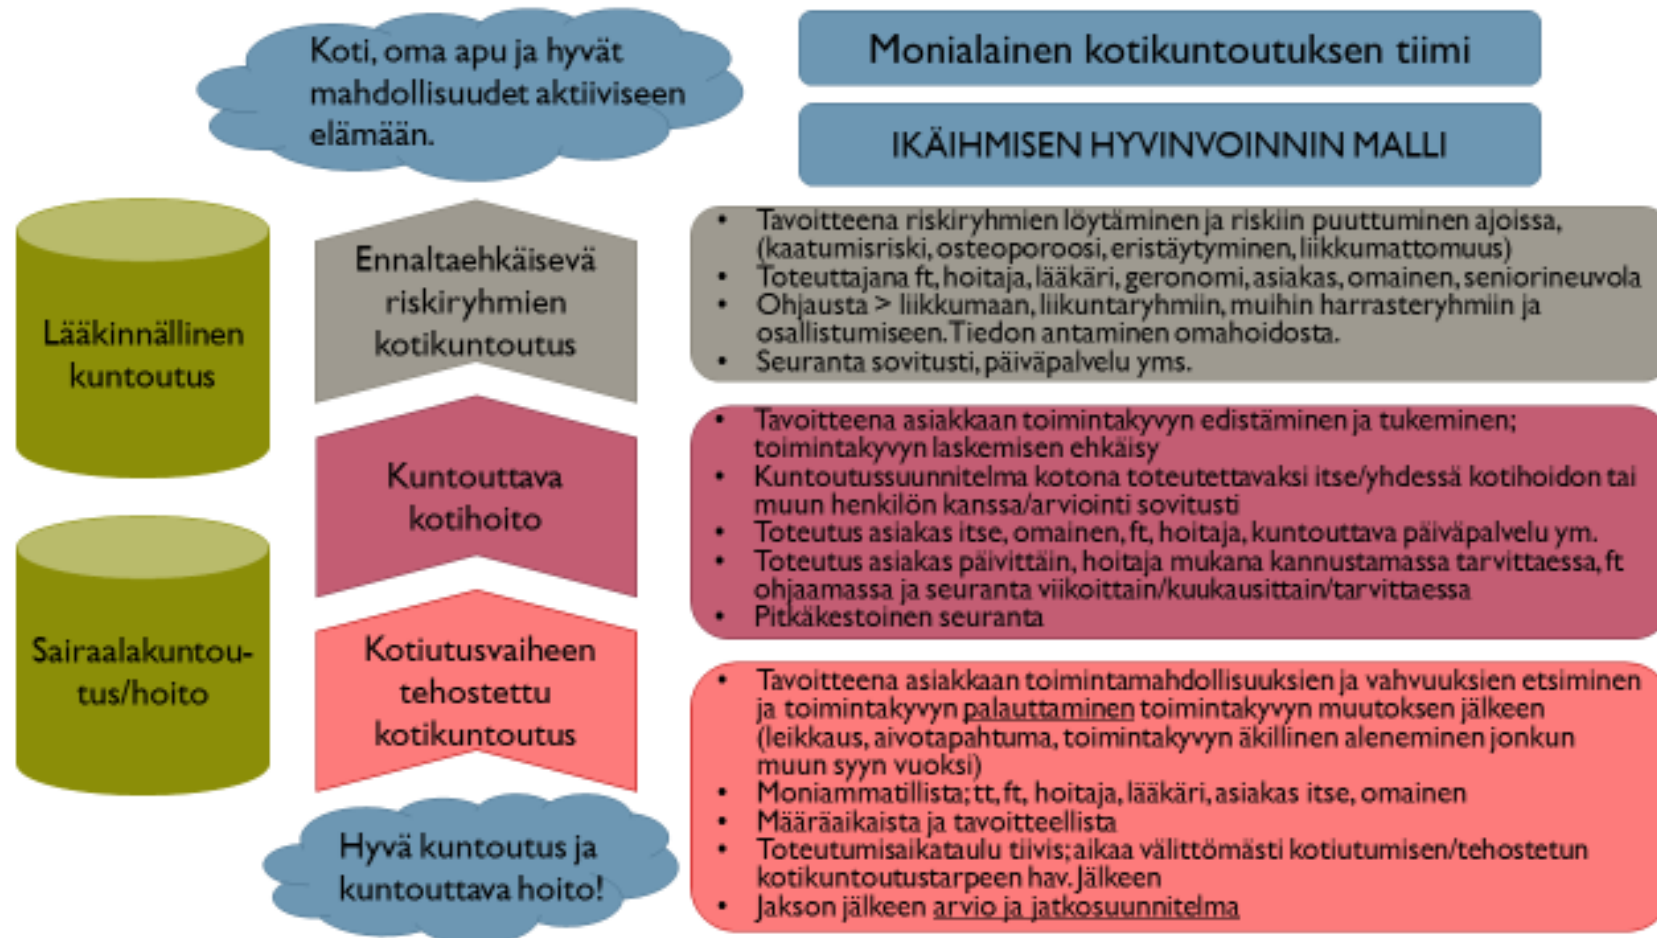 Koti, oma apu ja hyvät
mahdollisuudet aktiiviseen
elämään.
Monialainen kotikuntoutuksen tiimi
IKÄIHMISEN HYVINVOINNIN MALLI
Lääkinnällinen
kuntoutus
Sairaalakuntou-
tus/hoito
Ennaltaehkäisevä
riskiryhmien
kotikuntoutus
• Tavoitteena riskiryhmien löytäminen ja riskiin puuttuminen ajoissa,
(kaatumisriski, osteoporoosi, eristäytyminen, liikkumattomuus)
• Toteuttajana ft, hoitaja, lääkäri, geronomi, asiakas, omainen, seniorineuvola
• Ohjausta > liikkumaan, liikuntaryhmiin, muihin harrasteryhmiin ja
osallistumiseen. Tiedon antaminen omahoidosta.
• Seuranta sovitusti, päiväpalvelu yms.
Kuntouttava
kotihoito
• Tavoitteena asiakkaan toimintakyvyn edistäminen ja tukeminen;
toimintakyvyn laskemisen ehkäisy
• Kuntoutussuunnitelma kotona toteutettavaksi itse/yhdessä kotihoidon tai
muun henkilön kanssa/arviointi sovitusti
• Toteutus asiakas itse, omainen, ft, hoitaja, kuntouttava päiväpalvelu ym.
• Toteutus asiakas päivittäin, hoitaja mukana kannustamassa tarvittaessa, ft
ohjaamassa ja seuranta viikoittain/kuukausittain/tarvittaessa
• Pitkäkestoinen seuranta
Kotiutusvaiheen
tehostettu
kotikuntoutus
• Tavoitteena asiakkaan toimintamahdollisuuksien ja vahvuuksien etsiminen
ja toimintakyvyn palauttaminen toimintakyvyn muutoksen jälkeen
(leikkaus, aivotapahtuma, toimintakyvyn äkillinen aleneminen jonkun
muun syyn vuoksi)
• Moniammatillista; tt, ft, hoitaja, lääkäri, asiakas itse, omainen
• Määräaikaista ja tavoitteellista
• Toteutumisaikataulu tiivis; aikaa välittömästi kotiutumisen/tehostetun
kotikuntoutustarpeen hav. Jälkeen
• Jakson jälkeen arvio ja jatkosuunnitelma
Hyvä kuntoutus ja
kuntouttava hoito!